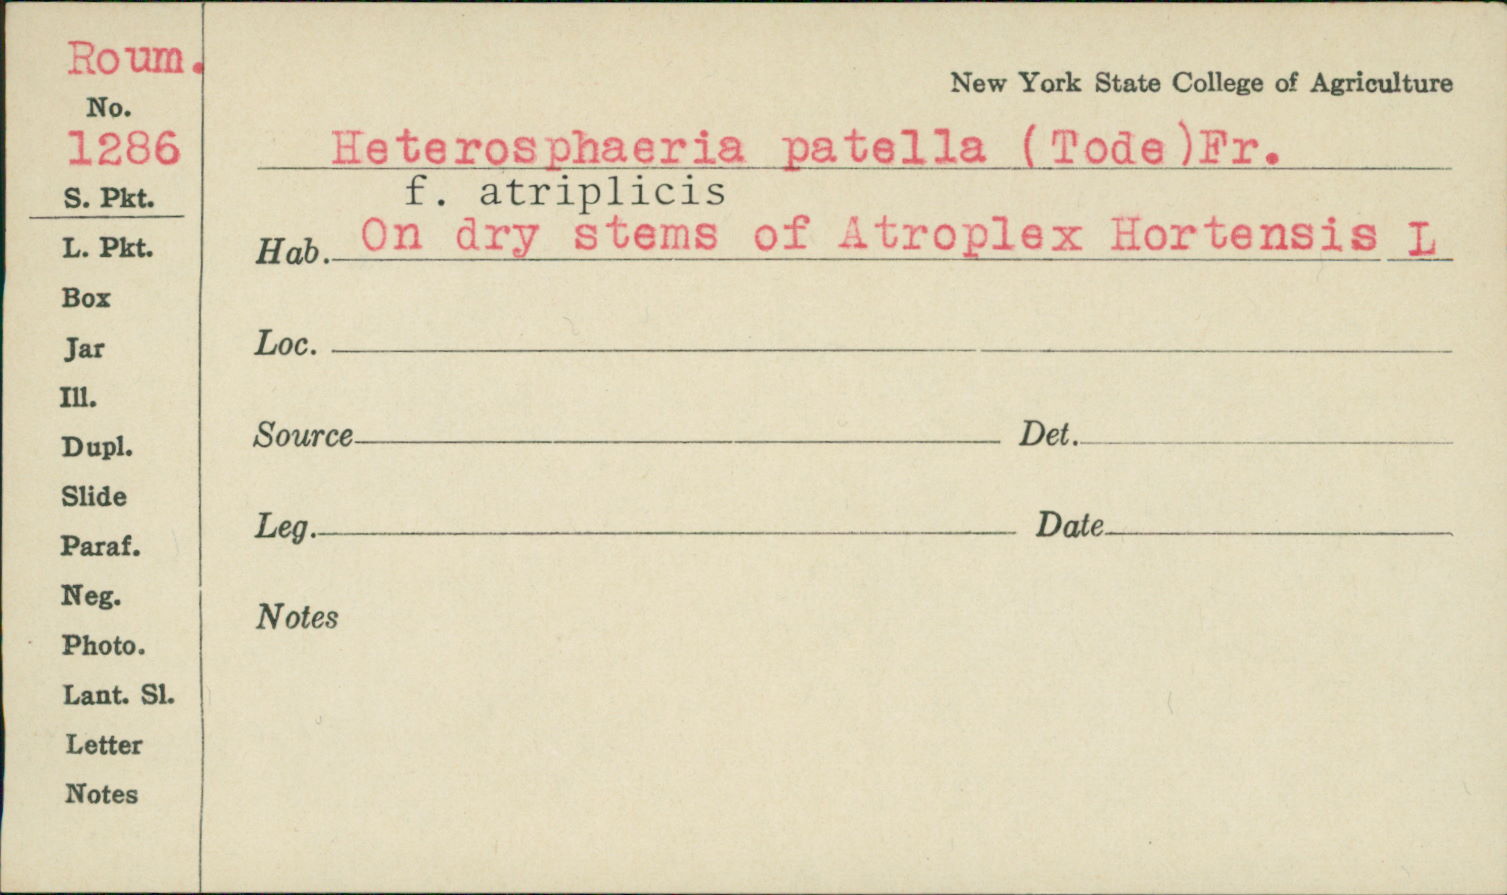 Roum.
No.
1286
S. Pkt.
L. Pkt.
Box
Jar
Ill.
Dupl.
Slide
Paraf.
Neg.
Photo.
Lant. Sl.
Letter
Notes
New York State College of Agriculture
Heterosphaeria patella (Tode)Fr.
f. atriplicis
Hab. On dry stems of Atroplex Hortensis L
Loc.
Source Det.
Leg. Date
Notes